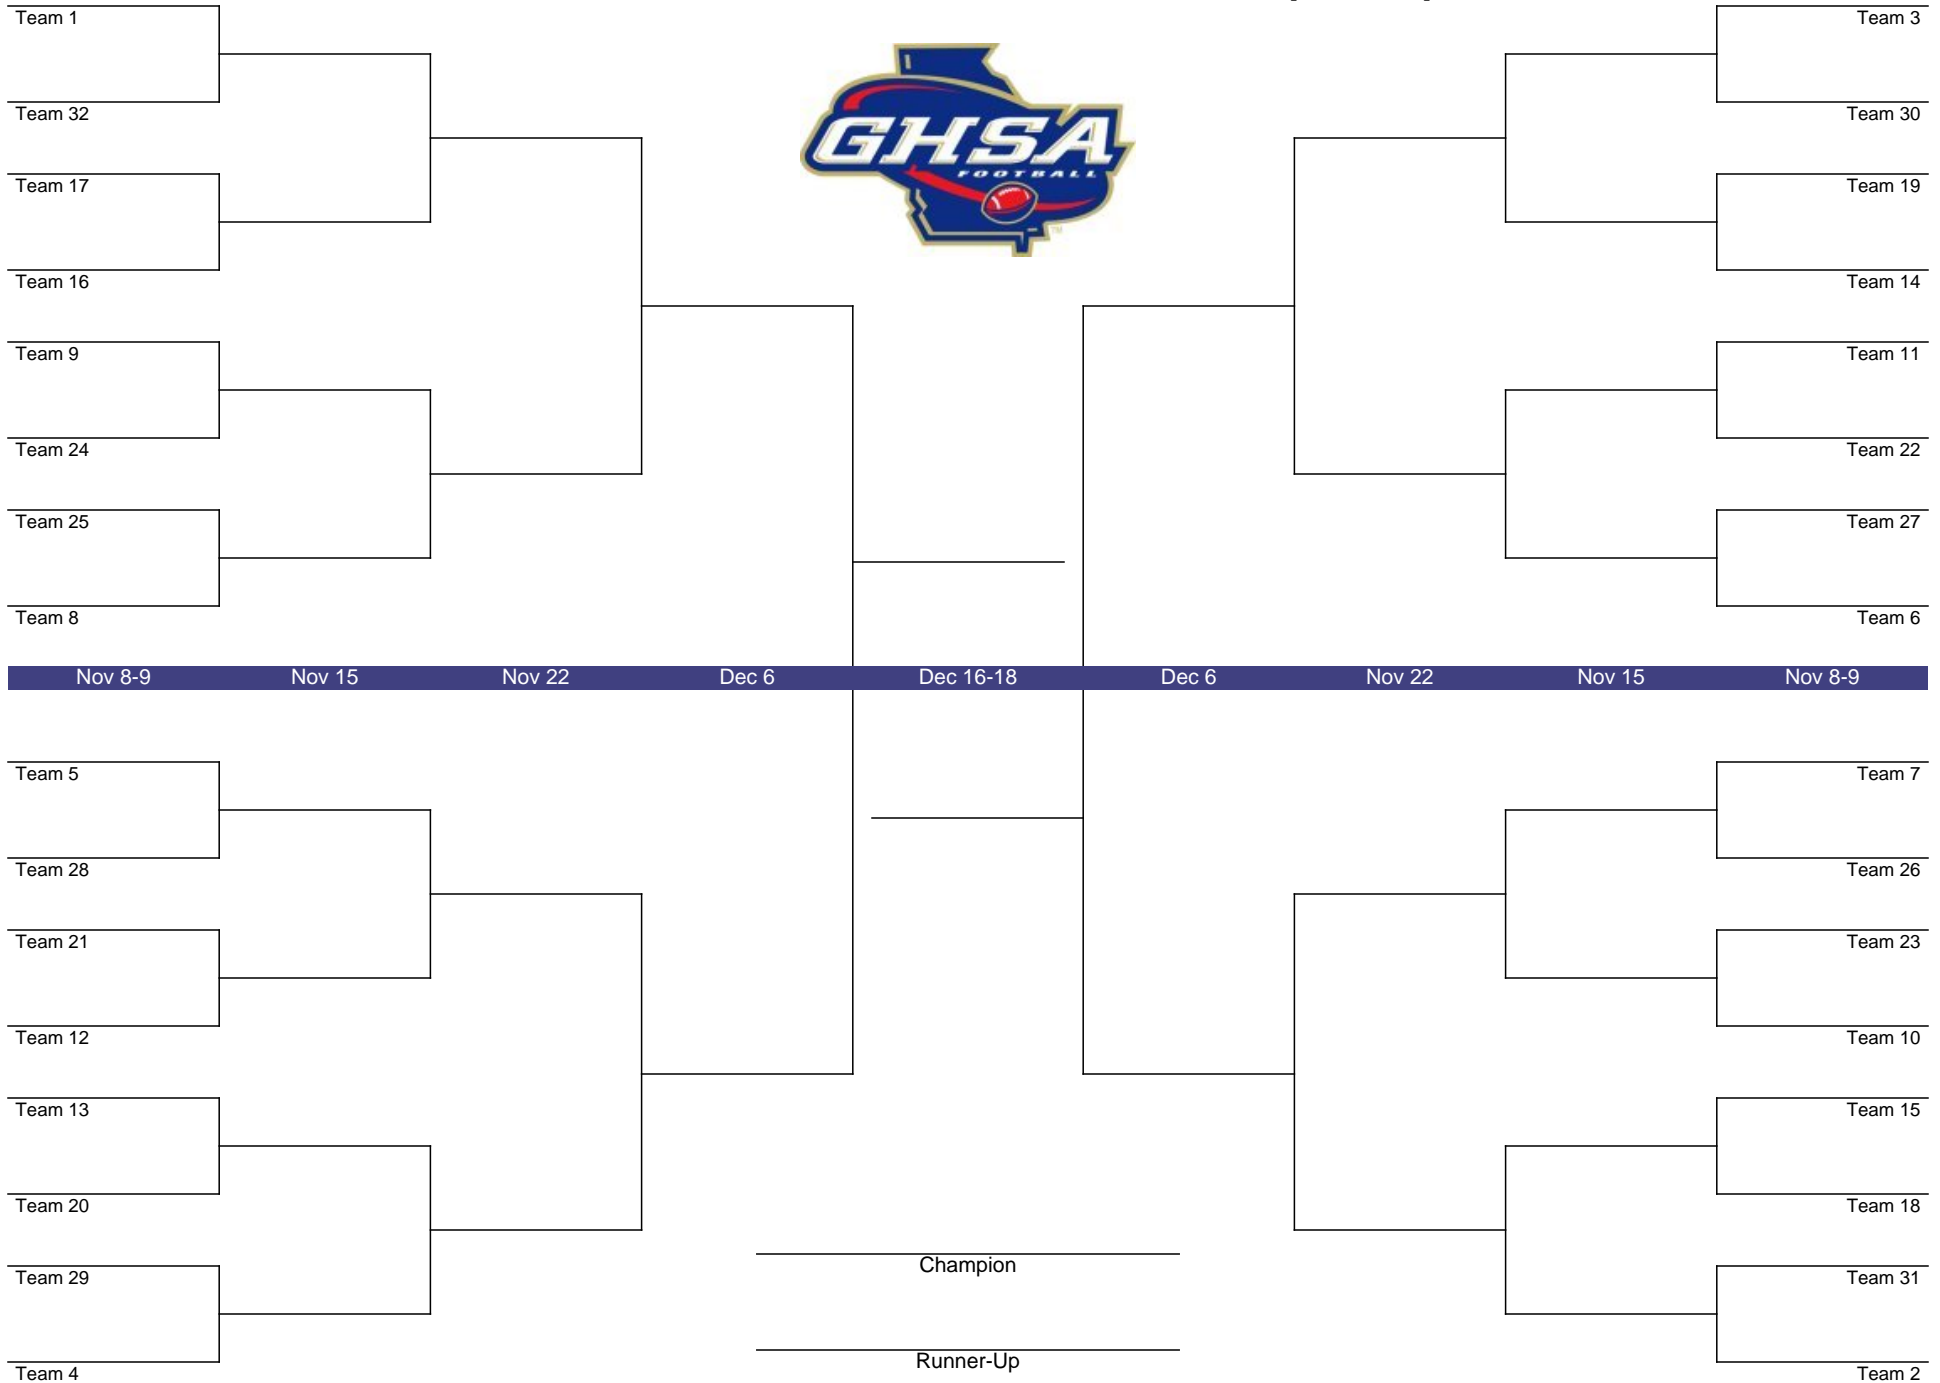 Team 1
Team 3
Team 32
Team 30
GHSA
FOOTBALL
TM
Team 17
Team 19
Team 16
Team 14
Team 9
Team 11
Team 24
Team 22
Team 25
Team 27
Team 8
Team 6
Nov 8-9 Nov 15 Nov 22 Dec 6 Dec 16-18 Dec 6 Nov 22 Nov 15 Nov 8-9
Team 5
Team 7
Team 28
Team 26
Team 21
Team 23
Team 12
Team 10
Team 13
Team 15
Team 20
Team 18
Champion
Team 29
Team 31
Runner-Up
Team 4
Team 2